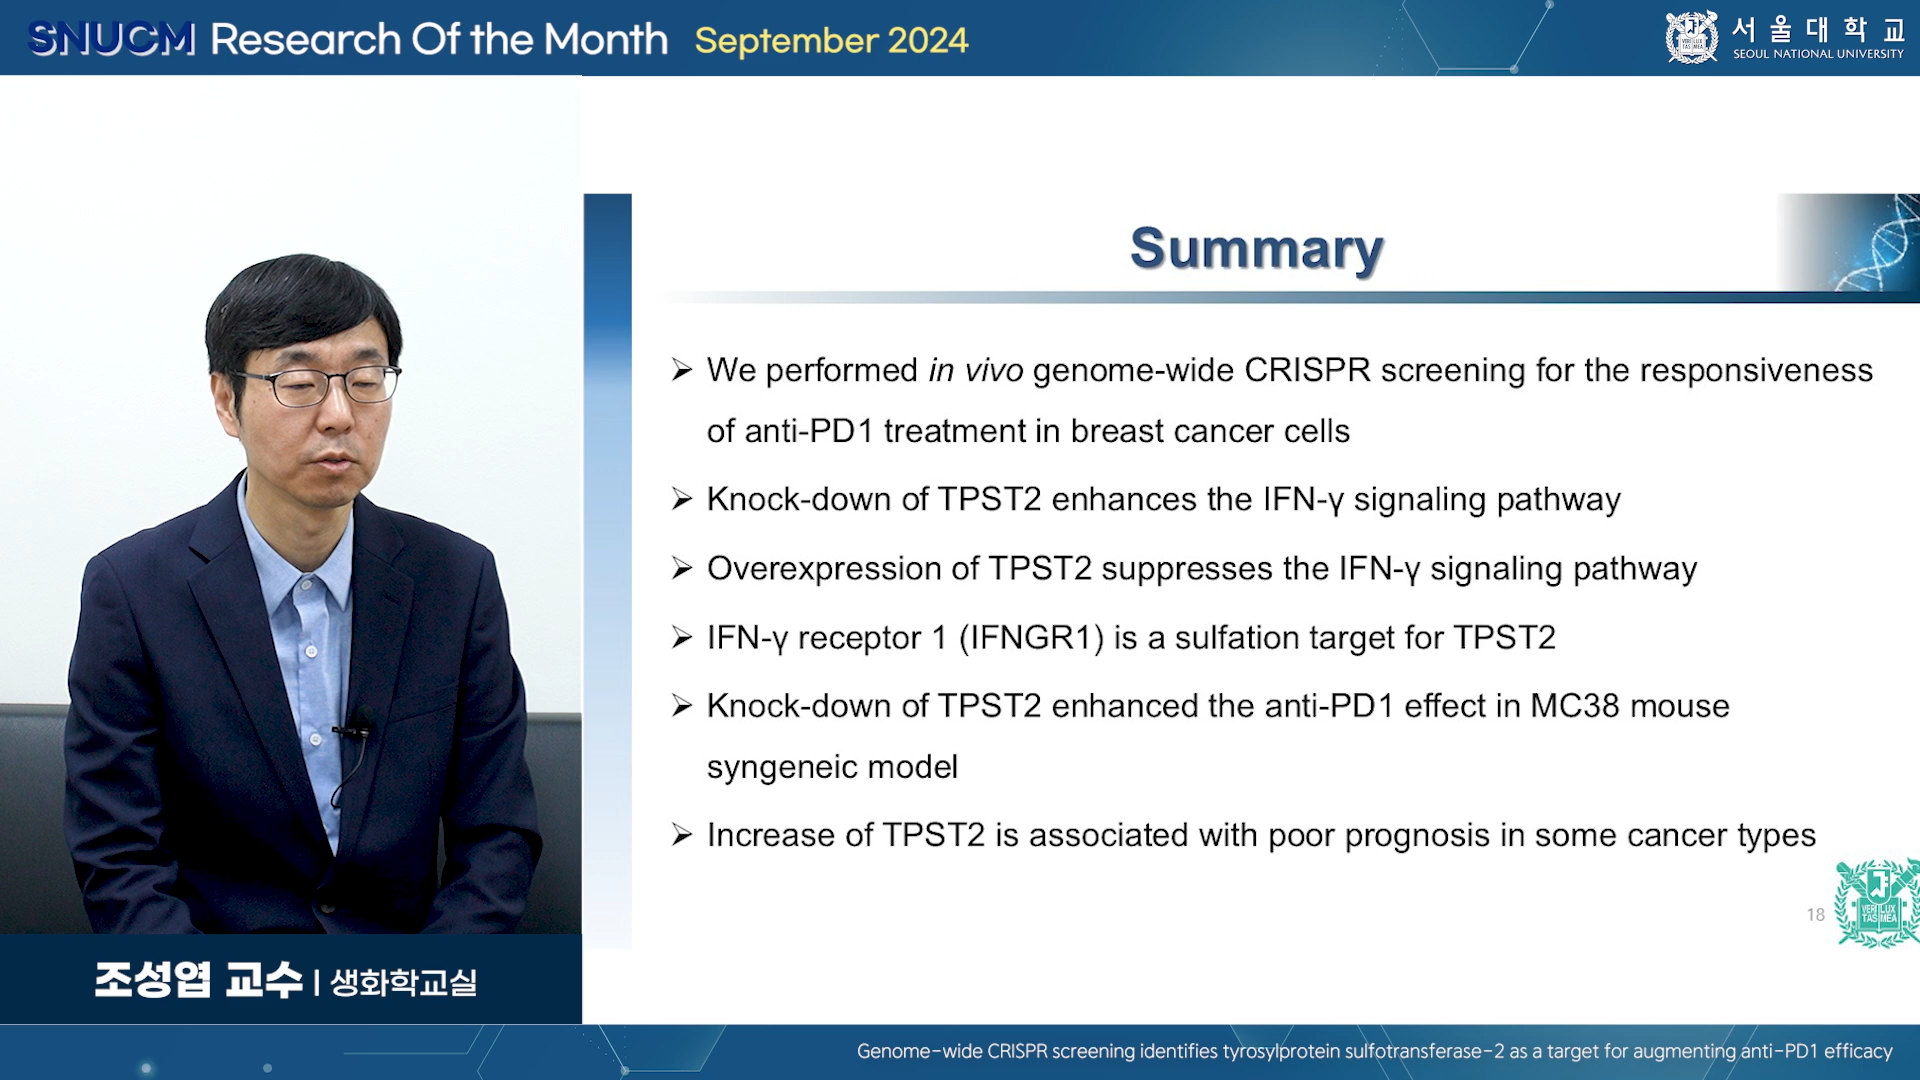 SNUCM Research Of the Month September 2024
서울대학교
SEOUL NATIONAL UNIVERSITY
Summary
➢ We performed in vivo genome-wide CRISPR screening for the responsiveness
of anti-PD1 treatment in breast cancer cells
➢ Knock-down of TPST2 enhances the IFN-γ signaling pathway
➢ Overexpression of TPST2 suppresses the IFN-γ signaling pathway
➢ IFN-γ receptor 1 (IFNGR1) is a sulfation target for TPST2
➢ Knock-down of TPST2 enhanced the anti-PD1 effect in MC38 mouse
syngeneic model
➢ Increase of TPST2 is associated with poor prognosis in some cancer types
18
VERI LUX
TAS MEA
조성엽 교수 | 생화학교실
Genome-wide CRISPR screening identifies tyrosylprotein sulfotransferase-2 as a target for augmenting anti-PD1 efficacy